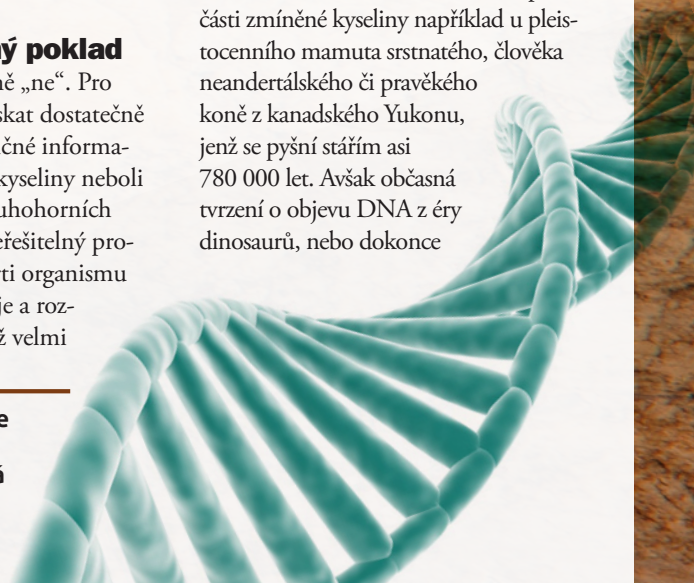 ý poklad
ně „ne“. Pro
skat dostatečně
čné informa-
kyseliny neboli
uhohorních
eřešitelný pro-
ti organismu
je a roz-
ž velmi
e
á
části zmíněné kyseliny například u pleis-
tocenního mamuta srstnatého, člověka
neandertálského či pravěkého
koně z kanadského Yukonu,
jenž se pyšní stářím asi
780 000 let. Avšak občasná
tvrzení o objevu DNA z éry
dinosaurů, nebo dokonce